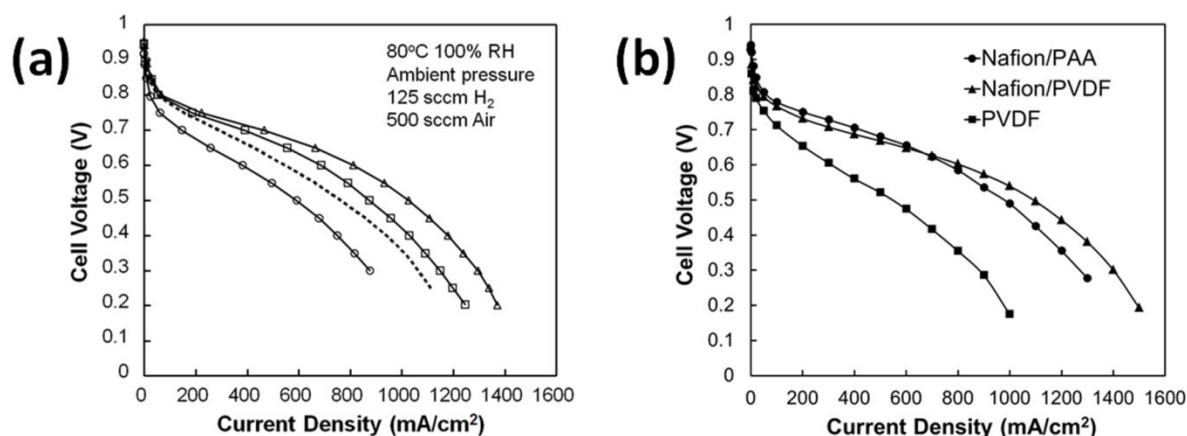 (a)
1
0.9
0.8
0.7
0.6
0.5
0.4
0.3
0.2
0.1
0
Cell Voltage (V)
80°C 100% RH
Ambient pressure
125 sccm H₂
500 sccm Air
0 200 400 600 800 1000 1200 1400 1600
Current Density (mA/cm²)
(b)
1
0.9
0.8
0.7
0.6
0.5
0.4
0.3
0.2
0.1
0
Cell Voltage (V)
Nafion/PAA
Nafion/PVDF
PVDF
0 200 400 600 800 1000 1200 1400 1600
Current Density (mA/cm²)